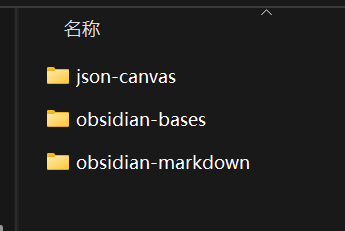 名称
json-canvas
obsidian-bases
obsidian-markdown